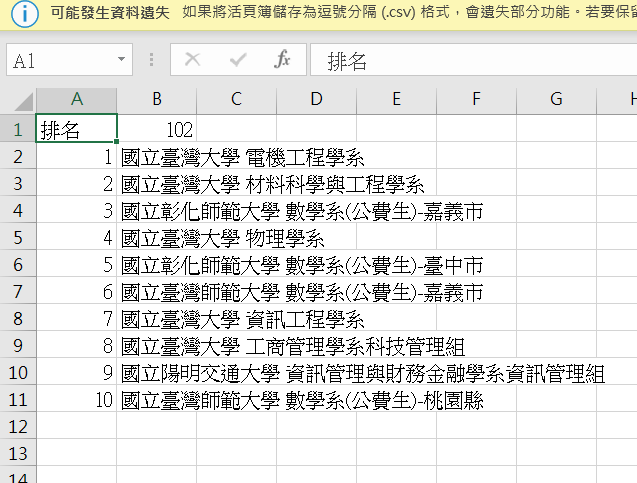 可能發生資料遺失 如果將活頁簿儲存為逗號分隔 (.csv) 格式，會遺失部分功能。若要保留
A1 fx 排名
A B C D E F G H
1 排名 102
2 1 國立臺灣大學 電機工程學系
3 2 國立臺灣大學 材料科學與工程學系
4 3 國立彰化師範大學 數學系(公費生)-嘉義市
5 4 國立臺灣大學 物理學系
6 5 國立彰化師範大學 數學系(公費生)-臺中市
7 6 國立臺灣師範大學 數學系(公費生)-嘉義市
8 7 國立臺灣大學 資訊工程學系
9 8 國立臺灣大學 工商管理學系科技管理組
10 9 國立陽明交通大學 資訊管理與財務金融學系資訊管理組
11 10 國立臺灣師範大學 數學系(公費生)-桃園縣
12
13
14